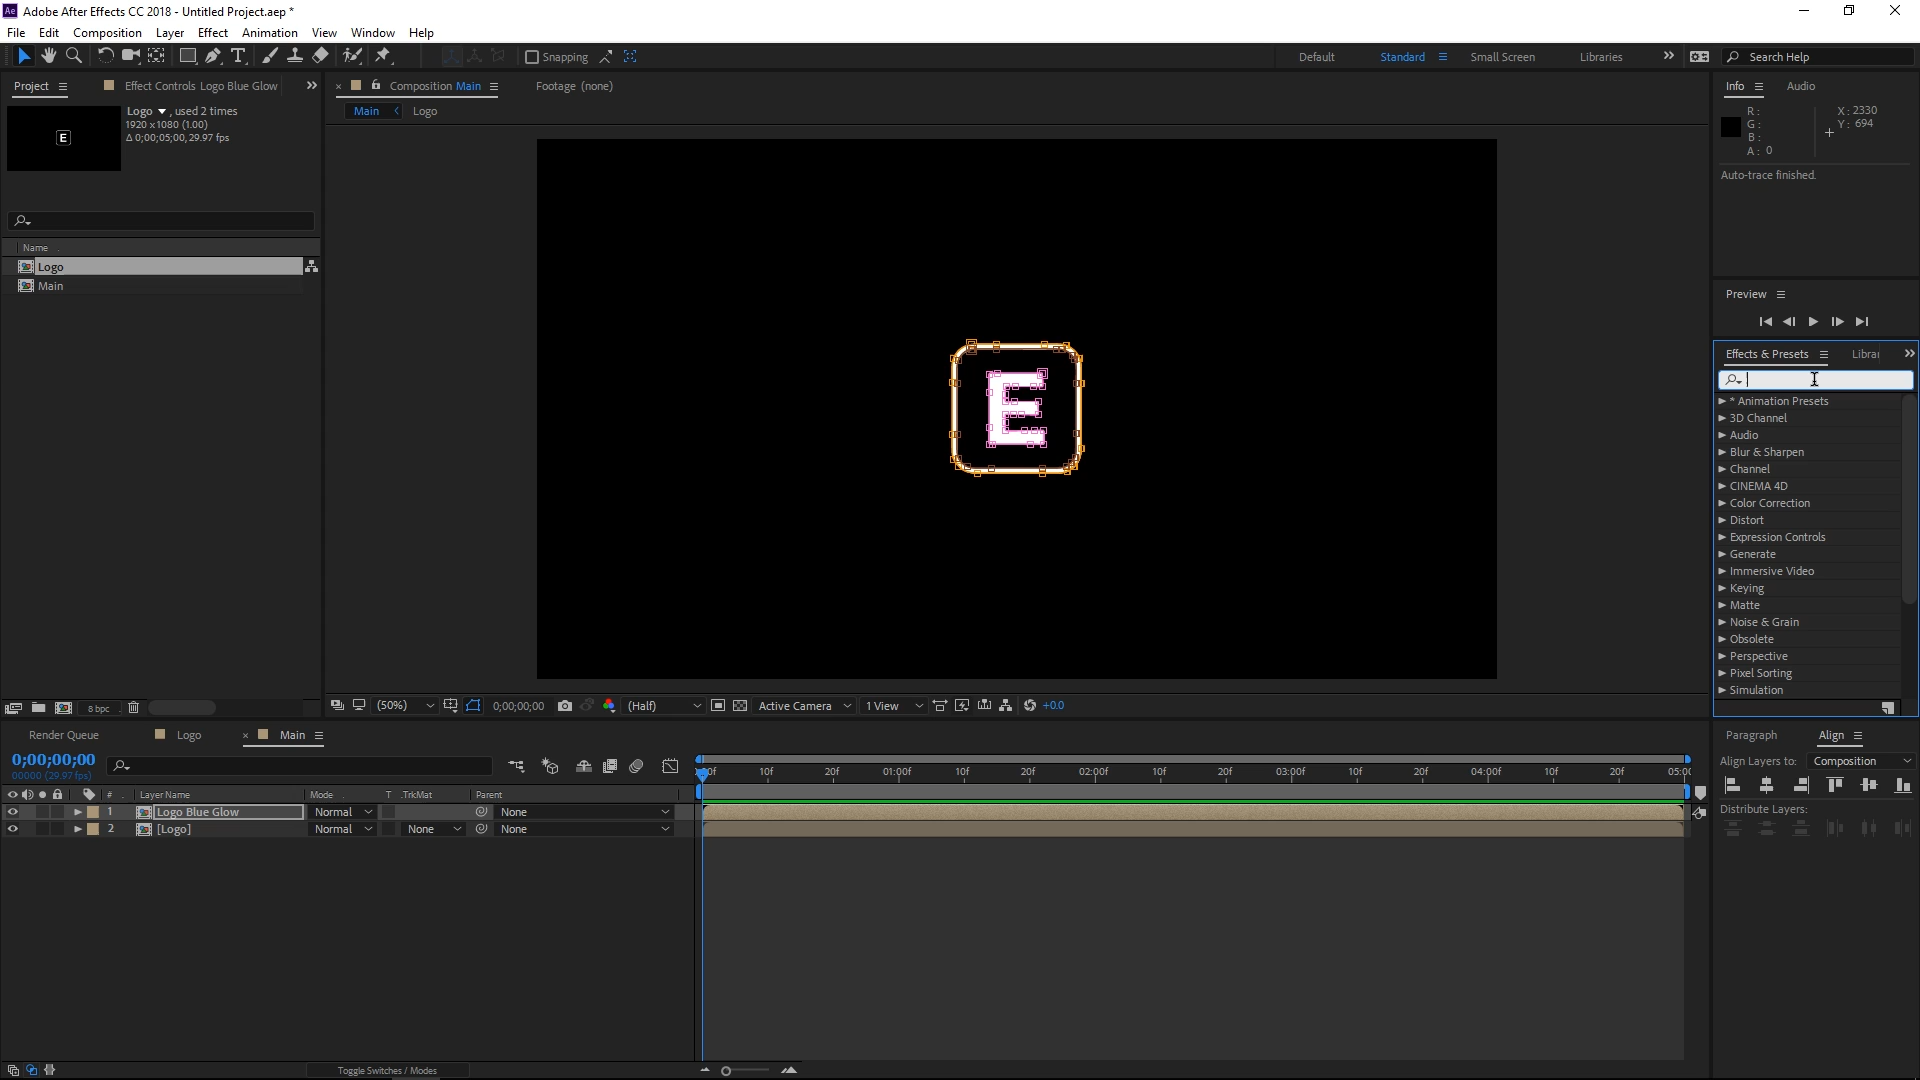 Ae Adobe After Effects CC 2018 - Untitled Project.aep *
File Edit Composition Layer Effect Animation View Window Help
Snapping
Default Standard Small Screen Libraries Search Help
Project Effect Controls Logo Blue Glow
Composition Main Footage (none)
Info Audio
Main Logo
Logo , used 2 times
1920 x 1080 (1.00)
Δ 0;00;05;00, 29.97 fps
E
R:
G:
B:
A: 0
X: 2330
Y: 694
Auto-trace finished.
Name
Logo
Main
E
Preview
Effects & Presets
* Animation Presets
3D Channel
Audio
Blur & Sharpen
Channel
CINEMA 4D
Color Correction
Distort
Expression Controls
Generate
Immersive Video
Keying
Matte
Noise & Grain
Obsolete
Perspective
Pixel Sorting
Simulation
8 bpc
(50%) 0;00;00;00 (Half) Active Camera 1 View +0.0
Render Queue Logo Main
Paragraph Align
0;00;00;00
00000 (29.97 fps)
10f 20f 01:00f 10f 20f 02:00f 10f 20f 03:00f 10f 20f 04:00f 10f 20f
Align Layers to: Composition
# Layer Name Mode T .TrkMat Parent
1 Logo Blue Glow Normal None
2 [Logo] Normal None None
Distribute Layers:
Toggle Switches / Modes